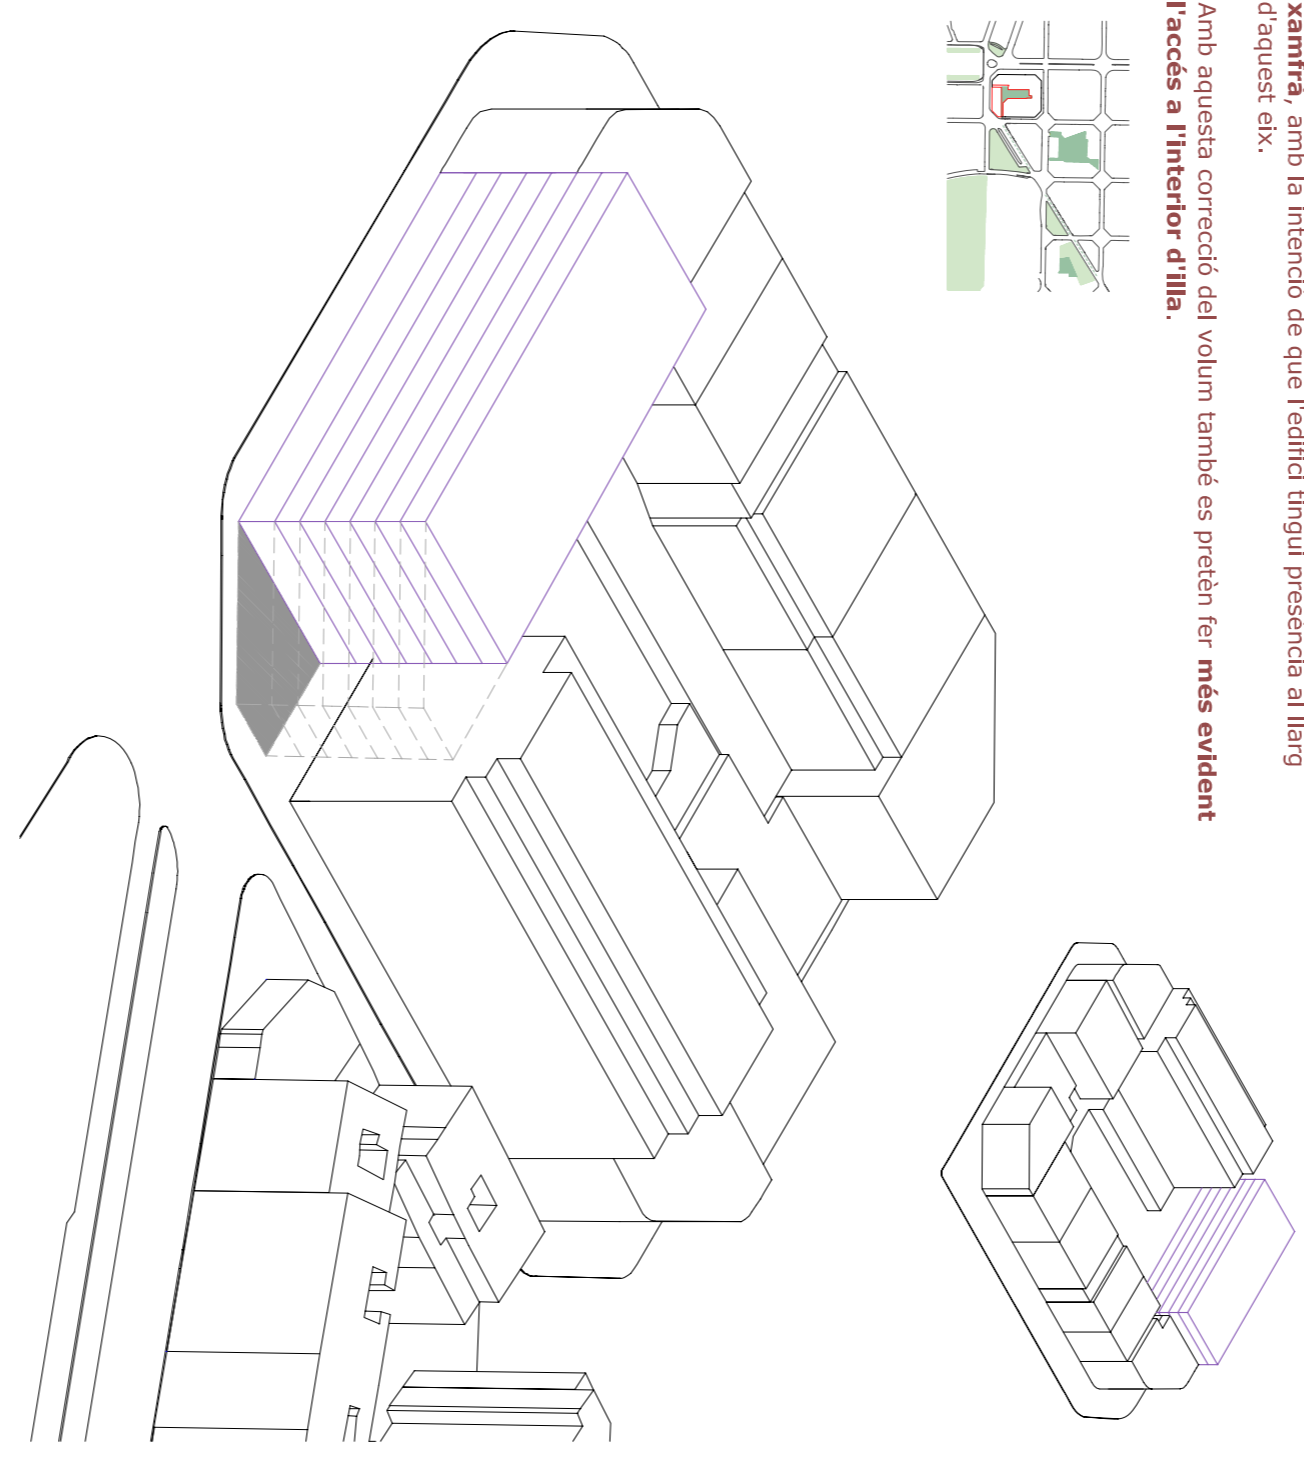 xamfrà, amb la intenció de que l'edifici tingui presència al llarg
d'aquest eix.
Amb aquesta correcció del volum també es pretèn fer més evident
l'accés a l'interior d'illa.